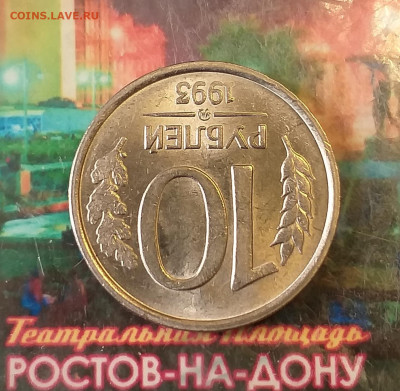 COINS.LAVE.RU
10
РУБЛЕЙ
1993
Театральная площадь
РОСТОВ-НА-ДОНУ